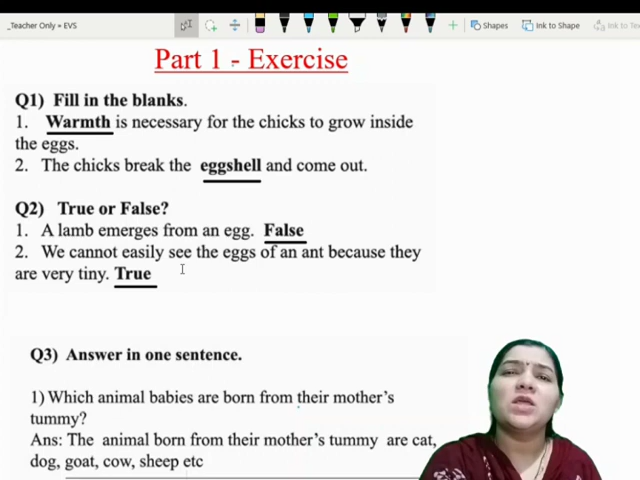 _Teacher Only » EVS
Shapes
Ink to Shape
Ink to Te
Part 1 - Exercise
Q1) Fill in the blanks.
1. Warmth is necessary for the chicks to grow inside
the eggs.
2. The chicks break the eggshell and come out.
Q2) True or False?
1. A lamb emerges from an egg. False
2. We cannot easily see the eggs of an ant because they
are very tiny. True
Q3) Answer in one sentence.
1) Which animal babies are born from their mother's
tummy?
Ans: The animal born from their mother's tummy are cat,
dog, goat, cow, sheep etc